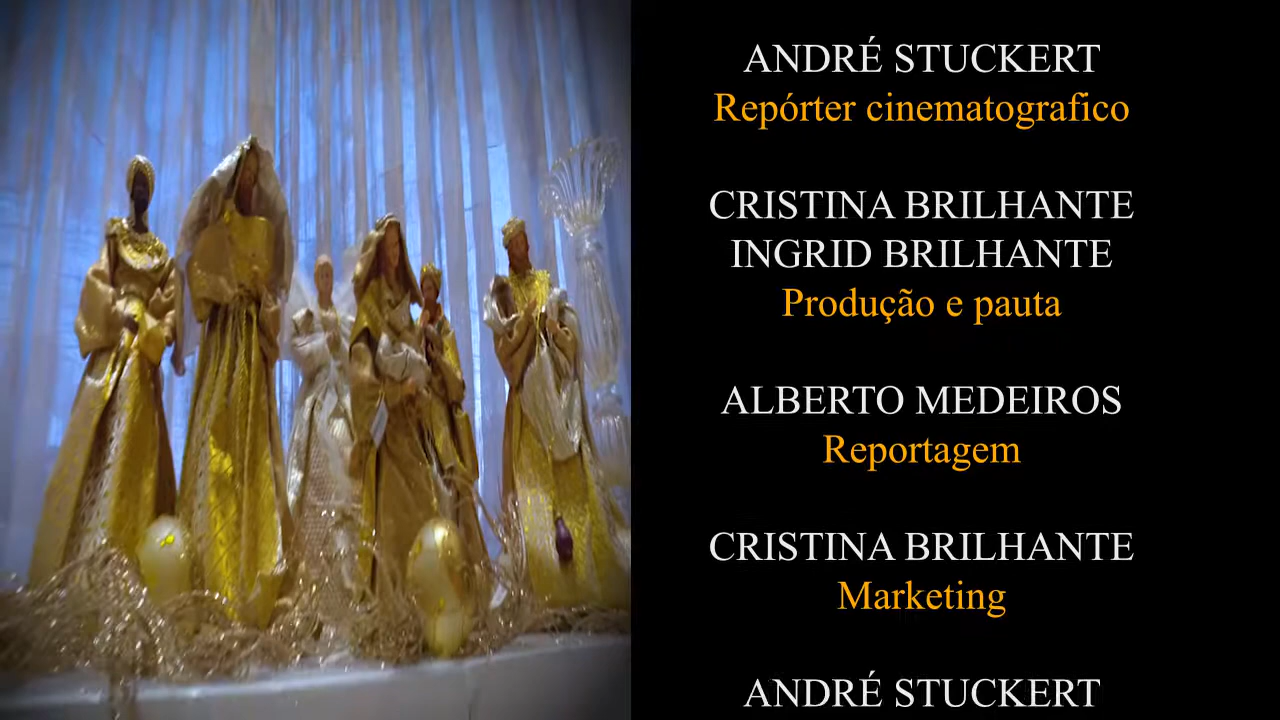 ANDRÉ STUCKERT
Repórter cinematografico
CRISTINA BRILHANTE
INGRID BRILHANTE
Produção e pauta
ALBERTO MEDEIROS
Reportagem
CRISTINA BRILHANTE
Marketing
ANDRÉ STUCKERT